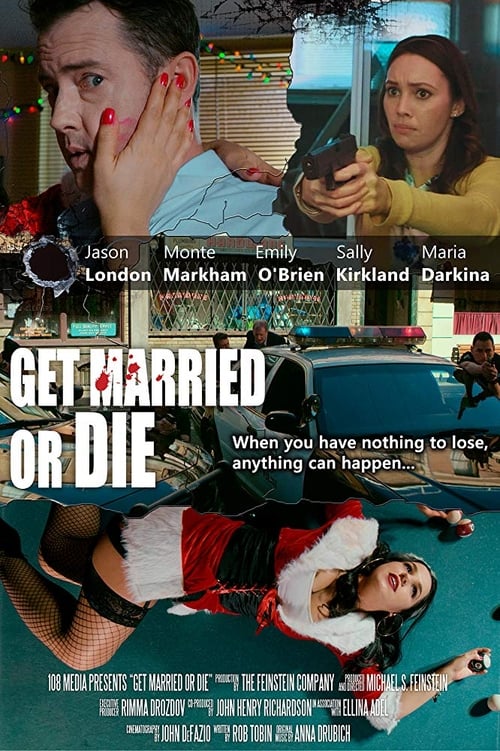 Jason Monte Emily Sally Maria
London Markham O'Brien Kirkland Darkina
GET MARRIED
OR DIE
When you have nothing to lose,
anything can happen...
108 MEDIA PRESENTS "GET MARRIED OR DIE" PRODUCTION BY THE FEINSTEIN COMPANY PRODUCED AND DIRECTED BY MICHAEL S. FEINSTEIN
EXECUTIVE PRODUCER RIMMA DROZDOV CO-PRODUCED BY JOHN HENRY RICHARDSON IN ASSOCIATION WITH ELLINA ADEL
CINEMATOGRAPHY BY JOHN DeFAZIO WRITTEN BY ROB TOBIN ORIGINAL MUSIC BY ANNA DRUBICH